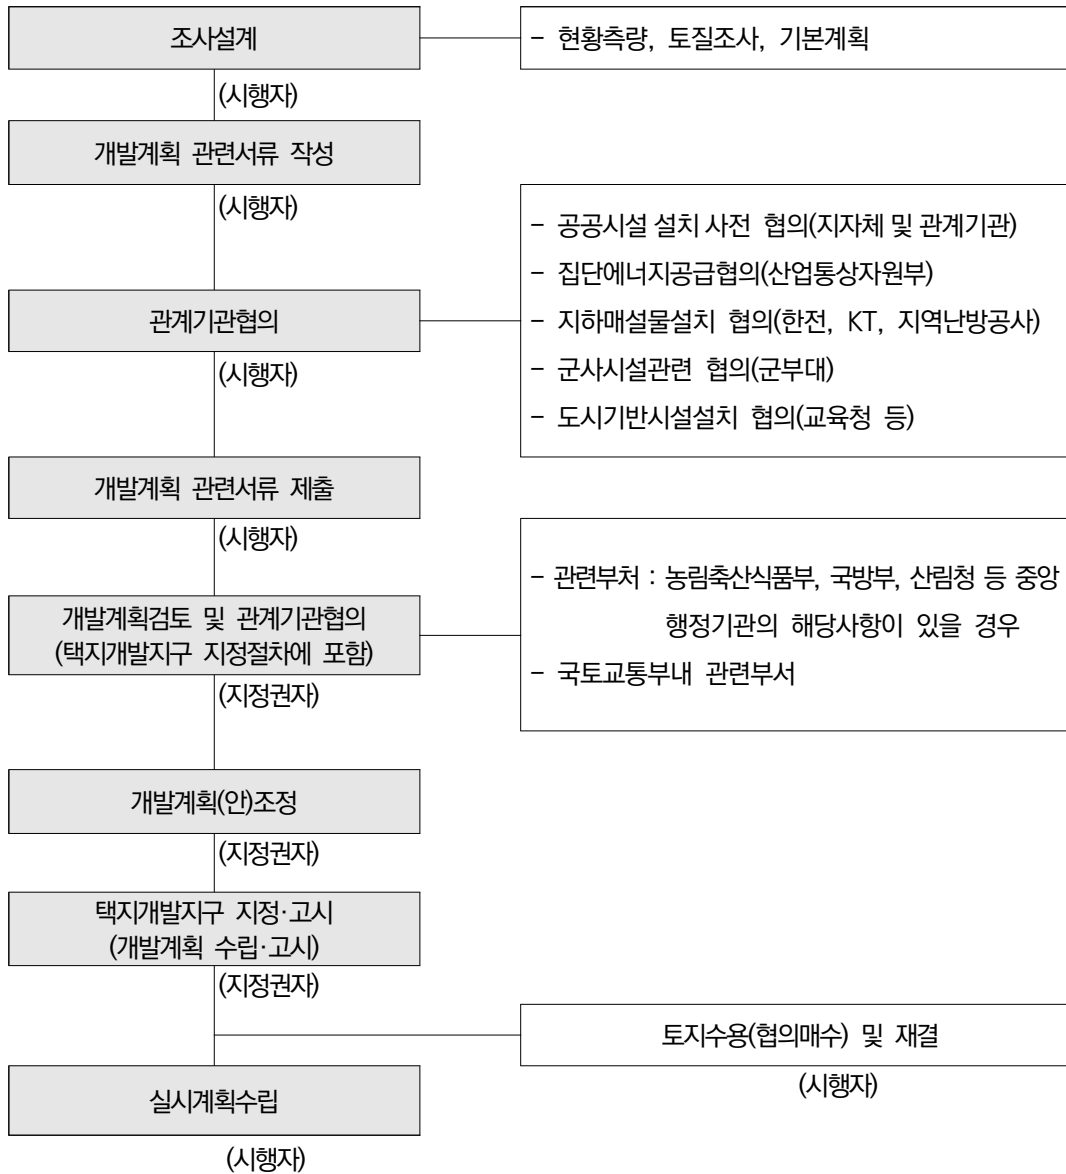 조사설계
- 현황측량, 토질조사, 기본계획
(시행자)
개발계획 관련서류 작성
(시행자)
- 공공시설 설치 사전 협의(지자체 및 관계기관)
- 집단에너지공급협의(산업통상자원부)
관계기관협의
- 지하매설물설치 협의(한전, KT, 지역난방공사)
- 군사시설관련 협의(군부대)
- 도시기반시설설치 협의(교육청 등)
(시행자)
개발계획 관련서류 제출
(시행자)
개발계획검토 및 관계기관협의
(택지개발지구 지정절차에 포함)
- 관련부처 : 농림축산식품부, 국방부, 산림청 등 중앙
행정기관의 해당사항이 있을 경우
- 국토교통부내 관련부서
(지정권자)
개발계획(안)조정
(지정권자)
택지개발지구 지정·고시
(개발계획 수립·고시)
(지정권자)
토지수용(협의매수) 및 재결
(시행자)
실시계획수립
(시행자)